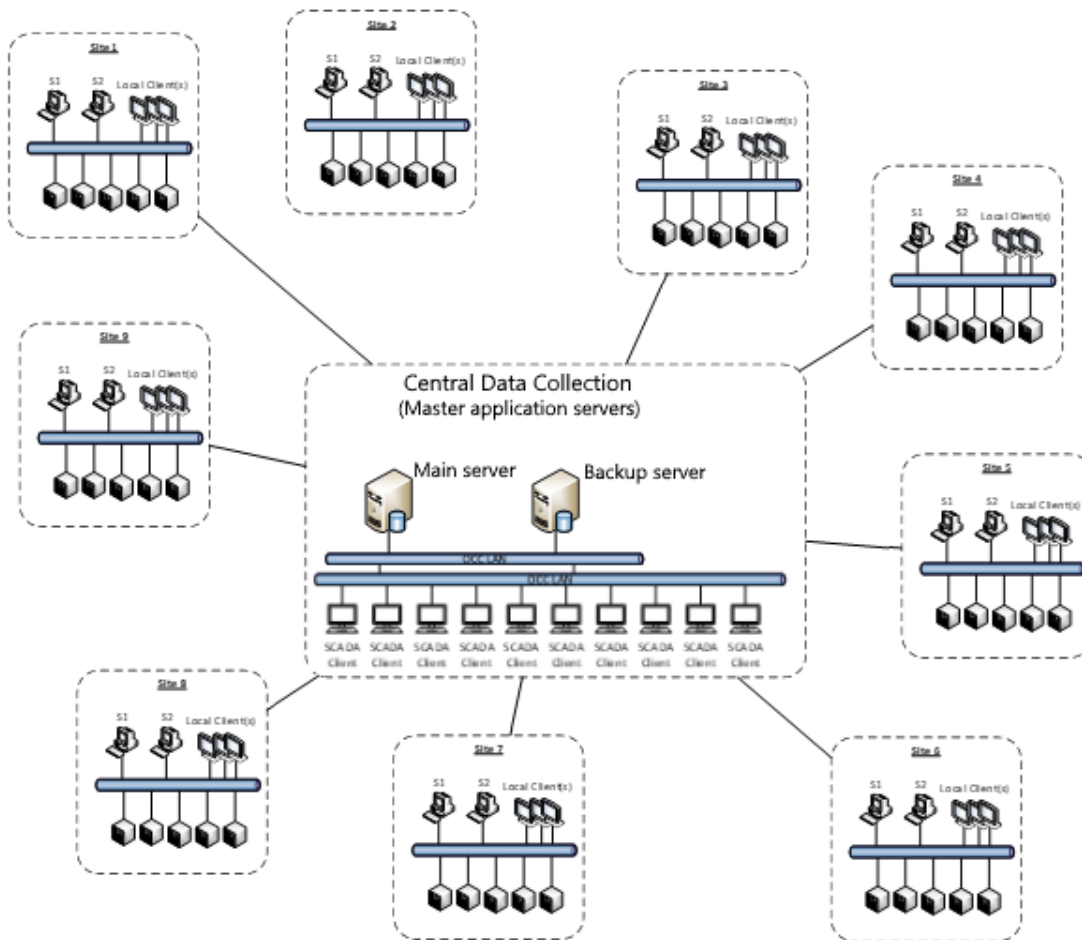 Site 1
S1
S2
Local Client(s)
Site 2
S1
S2
Local Client(s)
Site 3
S1
S2
Local Client(s)
Site 4
S1
S2
Local Client(s)
Site 9
S1
S2
Local Client(s)
Central Data Collection
(Master application servers)
Main server
Backup server
OCC LAN
OCC LAN
SCADA SCADA SCADA SCADA SCADA SCADA SCADA SCADA SCADA SCADA
Client Client Client Client Client Client Client Client Client Client
Site 5
S1
S2
Local Client(s)
Site 8
S1
S2
Local Client(s)
Site 7
S1
S2
Local Client(s)
Site 6
S1
S2
Local Client(s)